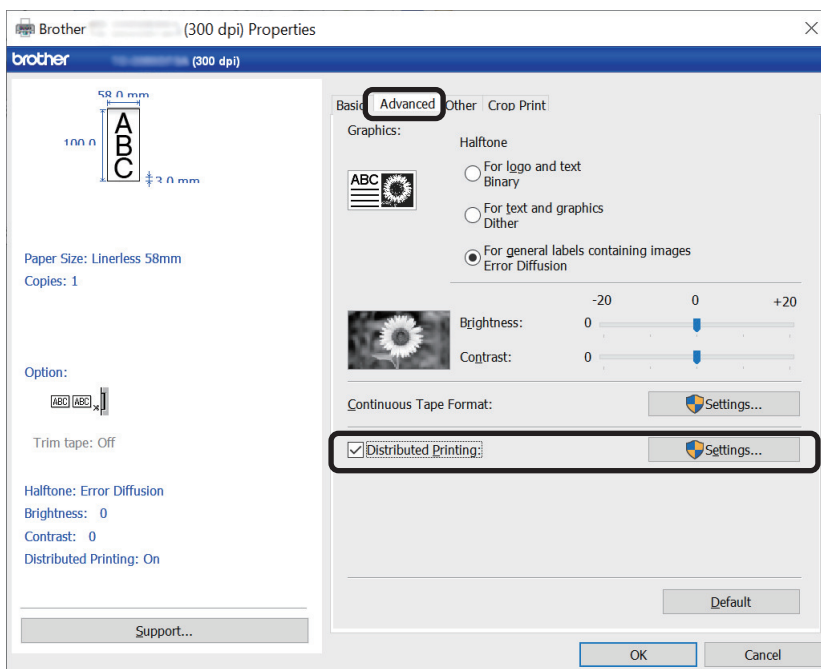 Brother (300 dpi) Properties
brother (300 dpi)
58.0 mm
100.0
ABC
3.0 mm
Paper Size: Linerless 58mm
Copies: 1
Option:
ABC ABC
Trim tape: Off
Halftone: Error Diffusion
Brightness: 0
Contrast: 0
Distributed Printing: On
Support...
Basic Advanced Other Crop Print
Graphics:
Halftone
ABC
For logo and text
Binary
For text and graphics
Dither
For general labels containing images
Error Diffusion
-20 0 +20
Brightness: 0
Contrast: 0
Continuous Tape Format: Settings...
Distributed Printing: Settings...
Default
OK Cancel